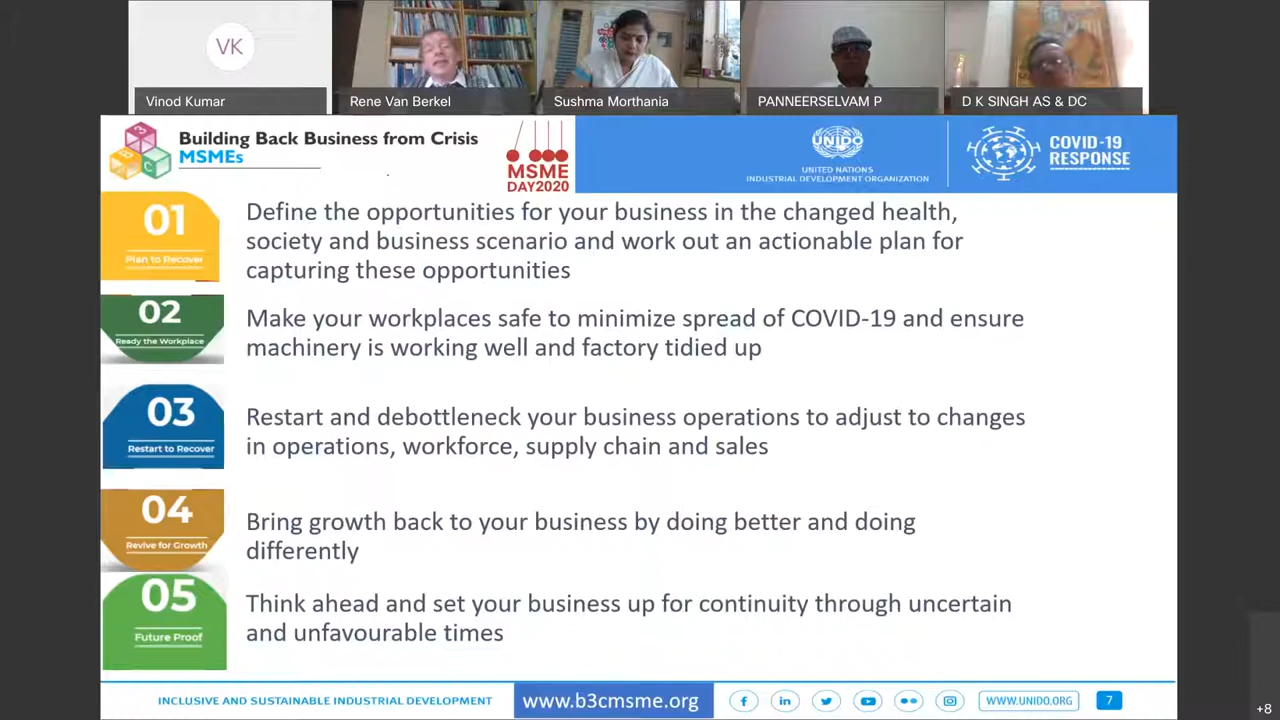 VK
Vinod Kumar
Rene Van Berkel
Sushma Morthania
PANNEERSELVAM P
D K SINGH AS & DC
Building Back Business from Crisis
MSMEs
MSME
DAY2020
UNIDO
UNITED NATIONS
INDUSTRIAL DEVELOPMENT ORGANIZATION
COVID-19
RESPONSE
01
Plan to Recover
Define the opportunities for your business in the changed health,
society and business scenario and work out an actionable plan for
capturing these opportunities
02
Ready the Workplace
Make your workplaces safe to minimize spread of COVID-19 and ensure
machinery is working well and factory tidied up
03
Restart to Recover
Restart and debottleneck your business operations to adjust to changes
in operations, workforce, supply chain and sales
04
Revive for Growth
Bring growth back to your business by doing better and doing
differently
05
Future Proof
Think ahead and set your business up for continuity through uncertain
and unfavourable times
INCLUSIVE AND SUSTAINABLE INDUSTRIAL DEVELOPMENT
www.b3cmsme.org
WWW.UNIDO.ORG
7
+8